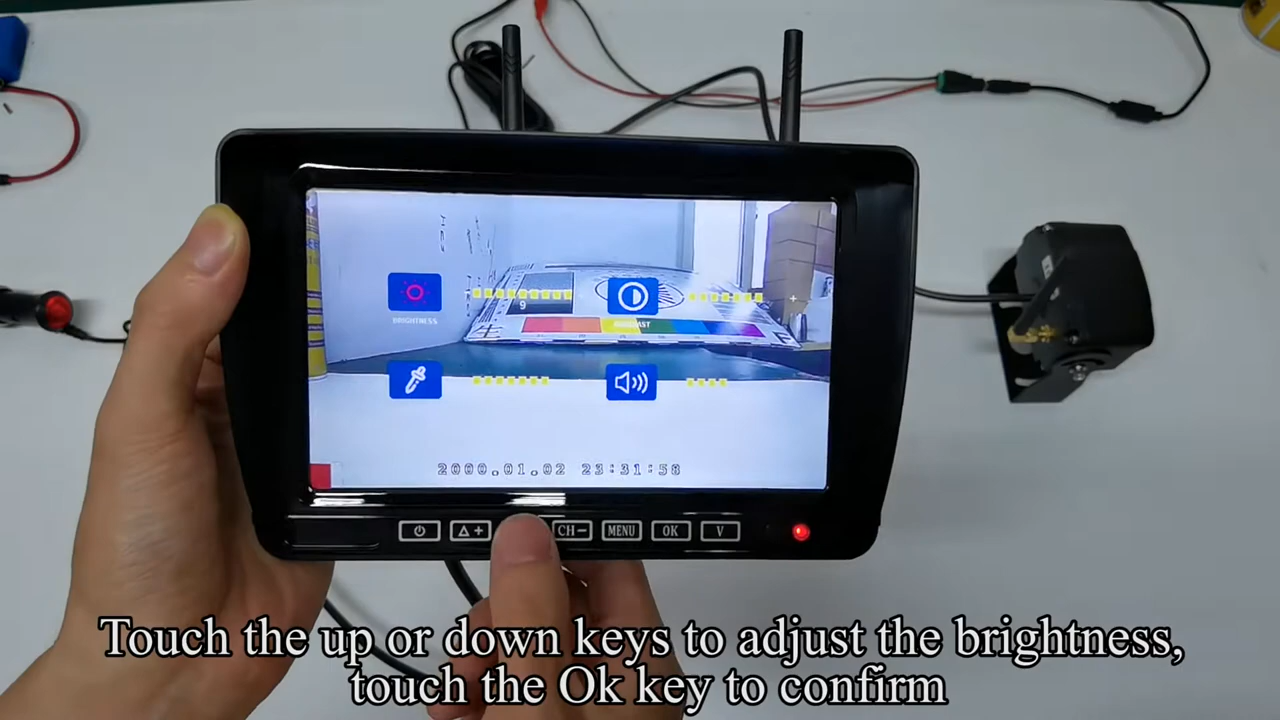 9
BRIGHTNESS
2000.01.02 23:31:58
△+
CH−
MENU
OK
V
Touch the up or down keys to adjust the brightness,
touch the Ok key to confirm